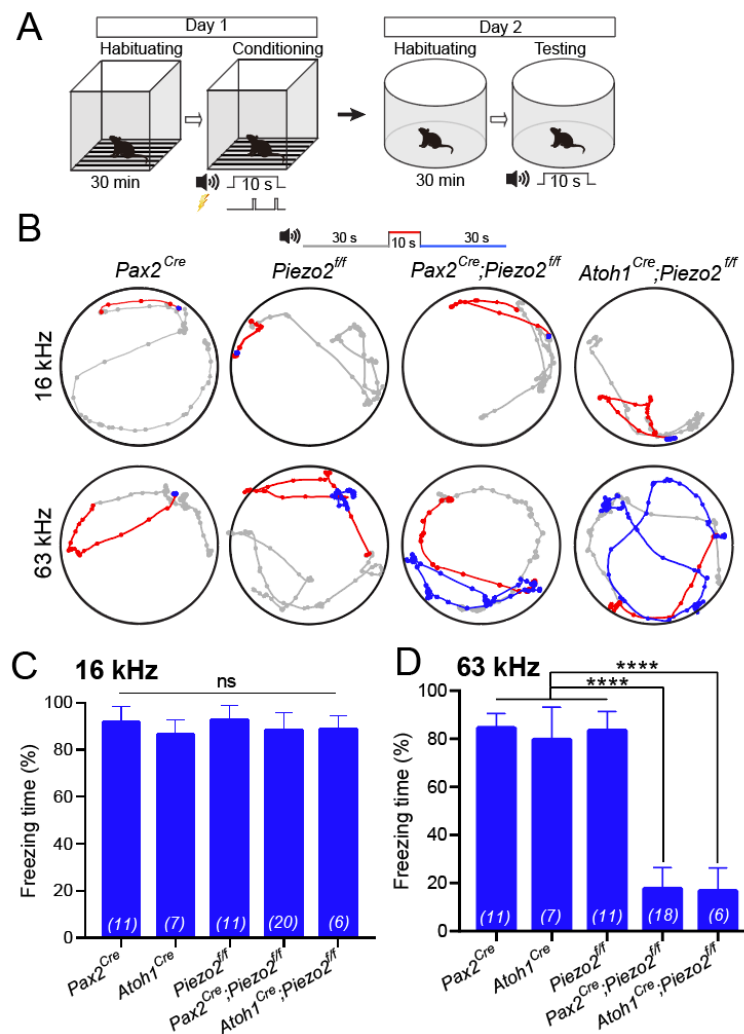 A
Day 1
Day 2
Habituating
Conditioning
Habituating
Testing
30 min
10 s
30 min
10 s
B
30 s
10 s
30 s
Pax2Cre
Piezo2f/f
Pax2Cre;Piezo2f/f
Atoh1Cre;Piezo2f/f
16 kHz
63 kHz
C
16 kHz
ns
Freezing time (%)
100
80
60
40
20
0
(11)
(7)
(11)
(20)
(6)
Pax2Cre
Atoh1Cre
Piezo2f/f
Pax2Cre;Piezo2f/f
Atoh1Cre;Piezo2f/f
D
63 kHz
****
****
Freezing time (%)
100
80
60
40
20
0
(11)
(7)
(11)
(18)
(6)
Pax2Cre
Atoh1Cre
Piezo2f/f
Pax2Cre;Piezo2f/f
Atoh1Cre;Piezo2f/f